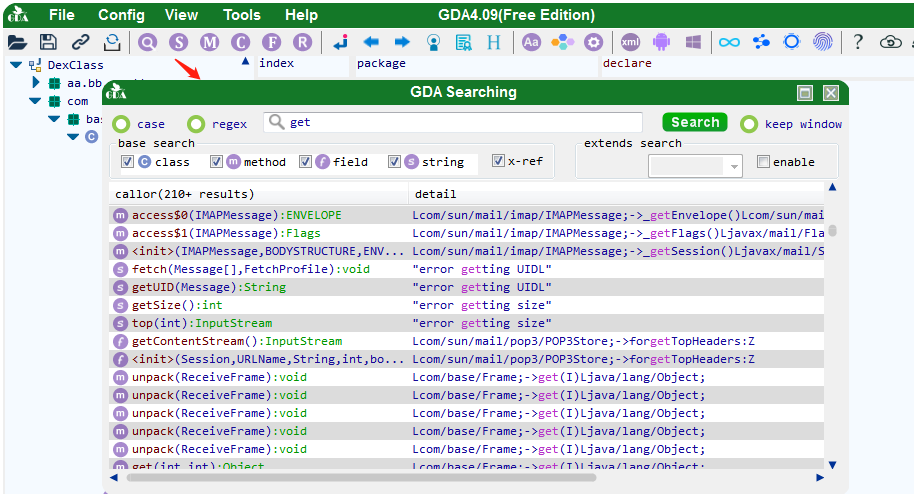 GDA File Config View Tools Help GDA4.09(Free Edition)
Q S M C F R H Aa xml ?
DexClass index package declare
aa.bb
com
ba
C
GDA GDA Searching
case regex get Search keep window
base search extends search
C class m method f field s string x-ref enable
callor(210+ results) detail
m access$0(IMAPMessage):ENVELOPE Lcom/sun/mail/imap/IMAPMessage;->_getEnvelope()Lcom/sun/mai
m access$1(IMAPMessage):Flags Lcom/sun/mail/imap/IMAPMessage;->_getFlags()Ljavax/mail/Fla
m <init>(IMAPMessage,BODYSTRUCTURE,ENV... Lcom/sun/mail/imap/IMAPMessage;->_getSession()Ljavax/mail/S
s fetch(Message[],FetchProfile):void "error getting UIDL"
s getUID(Message):String "error getting UIDL"
s getSize():int "error getting size"
s top(int):InputStream "error getting size"
f getContentStream():InputStream Lcom/sun/mail/pop3/POP3Store;->forgetTopHeaders:Z
f <init>(Session,URLName,String,int,bo... Lcom/sun/mail/pop3/POP3Store;->forgetTopHeaders:Z
m unpack(ReceiveFrame):void Lcom/base/Frame;->get(I)Ljava/lang/Object;
m unpack(ReceiveFrame):void Lcom/base/Frame;->get(I)Ljava/lang/Object;
m unpack(ReceiveFrame):void Lcom/base/Frame;->get(I)Ljava/lang/Object;
m unpack(ReceiveFrame):void Lcom/base/Frame;->get(I)Ljava/lang/Object;
m unpack(ReceiveFrame):void Lcom/base/Frame;->get(I)Ljava/lang/Object;
m get(int,int):Object Lcom/base/Frame;->get(I)Ljava/lang/Object;